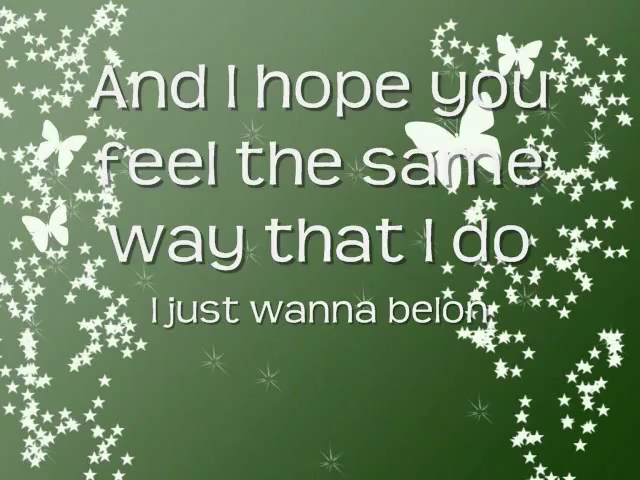 And I hope you
feel the same
way that I do
I just wanna belon